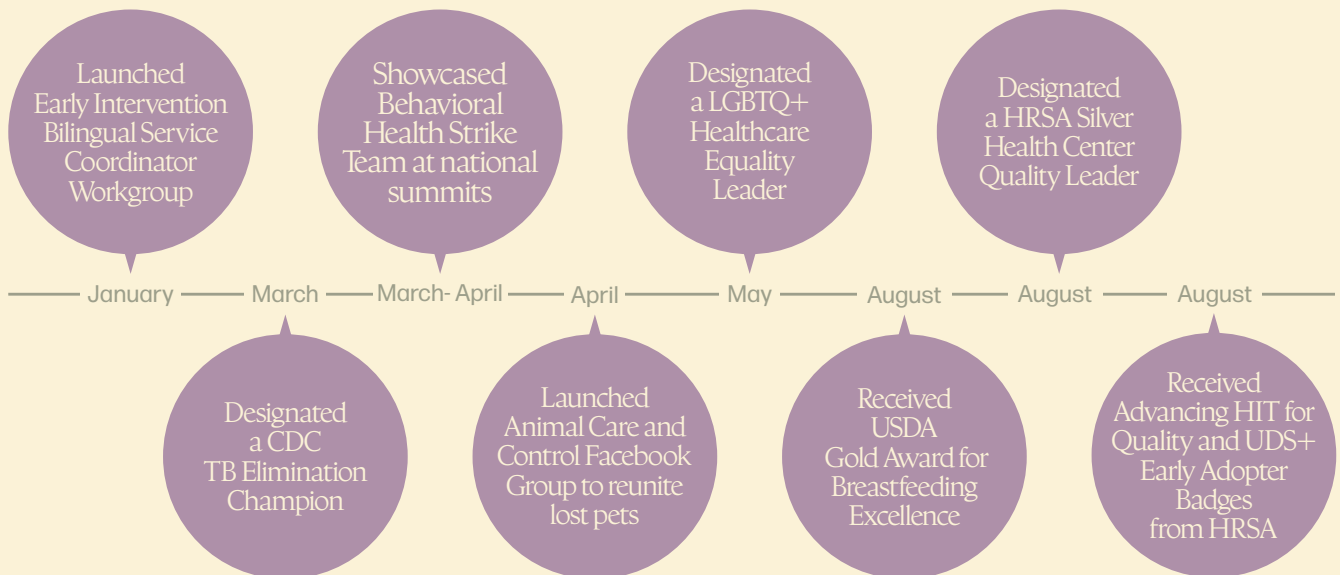 Launched
Early Intervention
Bilingual Service
Coordinator
Workgroup
Showcased
Behavioral
Health Strike
Team at national
summits
Designated
a LGBTQ+
Healthcare
Equality
Leader
Designated
a HRSA Silver
Health Center
Quality Leader
January
March
March- April
April
May
August
August
August
Designated
a CDC
TB Elimination
Champion
Launched
Animal Care and
Control Facebook
Group to reunite
lost pets
Received
USDA
Gold Award for
Breastfeeding
Excellence
Received
Advancing HIT for
Quality and UDS+
Early Adopter
Badges
from HRSA